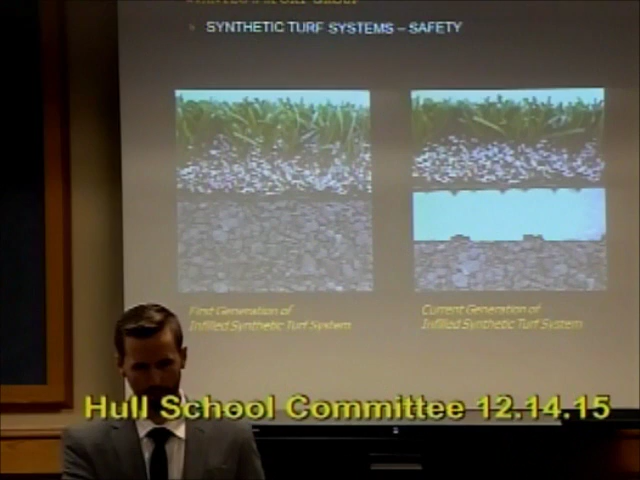 SYNTHETIC TURF SYSTEMS – SAFETY
First Generation of
Infilled Synthetic Turf System
Current Generation of
Infilled Synthetic Turf System
Hull School Committee 12.14.15